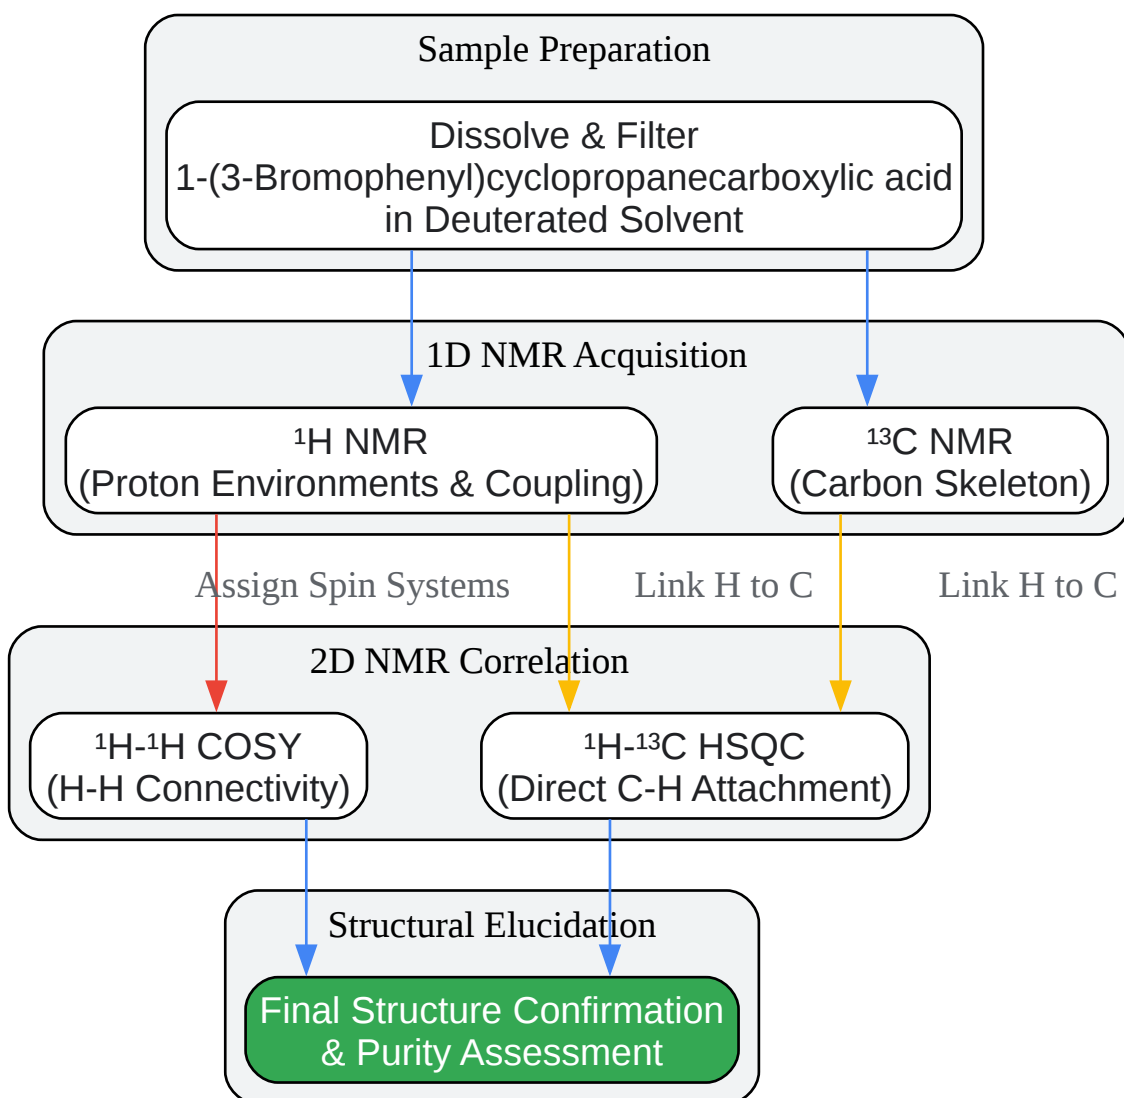 Sample Preparation
Dissolve & Filter
1-(3-Bromophenyl)cyclopropanecarboxylic acid
in Deuterated Solvent
1D NMR Acquisition
¹H NMR
(Proton Environments & Coupling)
¹³C NMR
(Carbon Skeleton)
Assign Spin Systems
Link H to C
Link H to C
2D NMR Correlation
¹H-¹H COSY
(H-H Connectivity)
¹H-¹³C HSQC
(Direct C-H Attachment)
Structural Elucidation
Final Structure Confirmation
& Purity Assessment